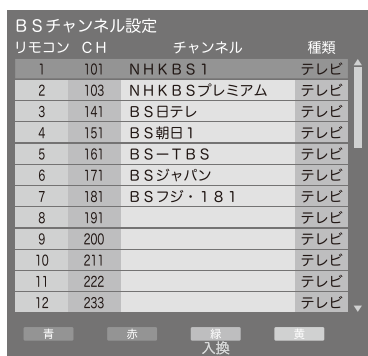 BSチャンネル設定
リモコン CH チャンネル 種類
1 101 NHKBS1 テレビ
2 103 NHKBSプレミアム テレビ
3 141 BS日テレ テレビ
4 151 BS朝日1 テレビ
5 161 BS－TBS テレビ
6 171 BSジャパン テレビ
7 181 BSフジ・181 テレビ
8 191 テレビ
9 200 テレビ
10 211 テレビ
11 222 テレビ
12 233 テレビ
青 赤 緑 黄
入換